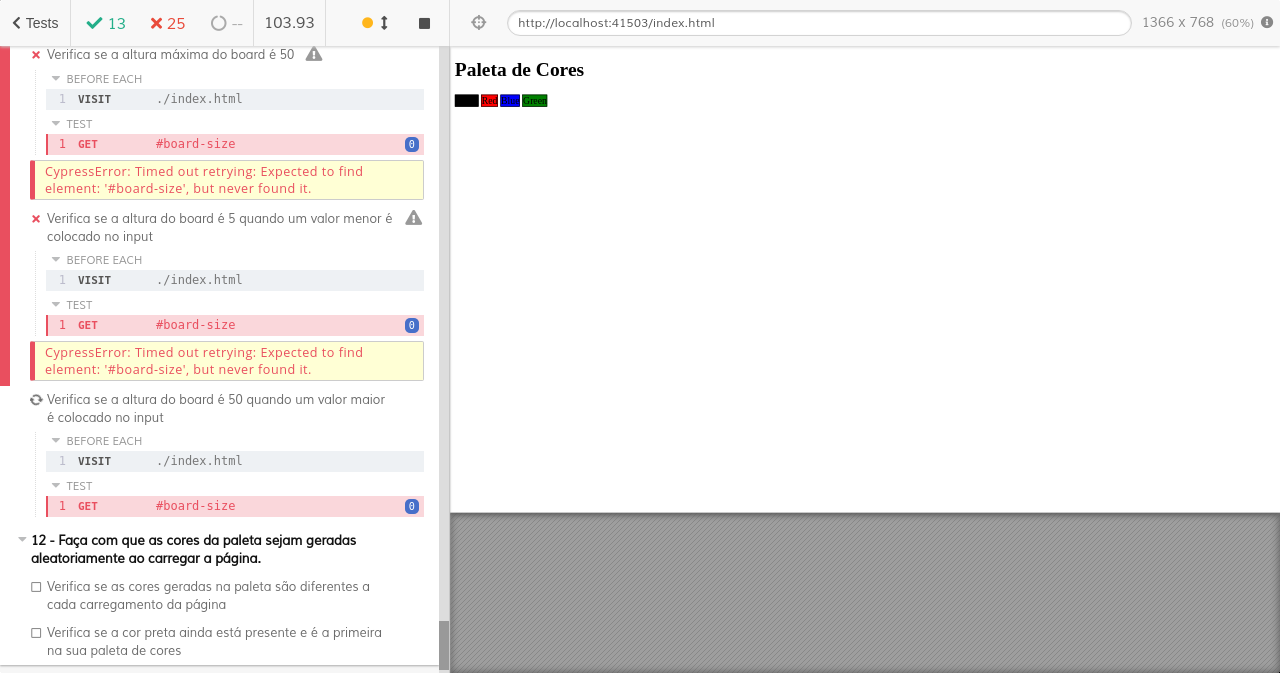 Tests 13 25 -- 103.93 http://localhost:41503/index.html 1366 x 768 (60%)
Verifica se a altura máxima do board é 50
BEFORE EACH
1 VISIT ./index.html
TEST
1 GET #board-size 0
CypressError: Timed out retrying: Expected to find
element: '#board-size', but never found it.
Verifica se a altura do board é 5 quando um valor menor é
colocado no input
BEFORE EACH
1 VISIT ./index.html
TEST
1 GET #board-size 0
CypressError: Timed out retrying: Expected to find
element: '#board-size', but never found it.
Verifica se a altura do board é 50 quando um valor maior
é colocado no input
BEFORE EACH
1 VISIT ./index.html
TEST
1 GET #board-size 0
12 - Faça com que as cores da paleta sejam geradas
aleatoriamente ao carregar a página.
Verifica se as cores geradas na paleta são diferentes a
cada carregamento da página
Verifica se a cor preta ainda está presente e é a primeira
na sua paleta de cores
Paleta de Cores
Red Blue Green